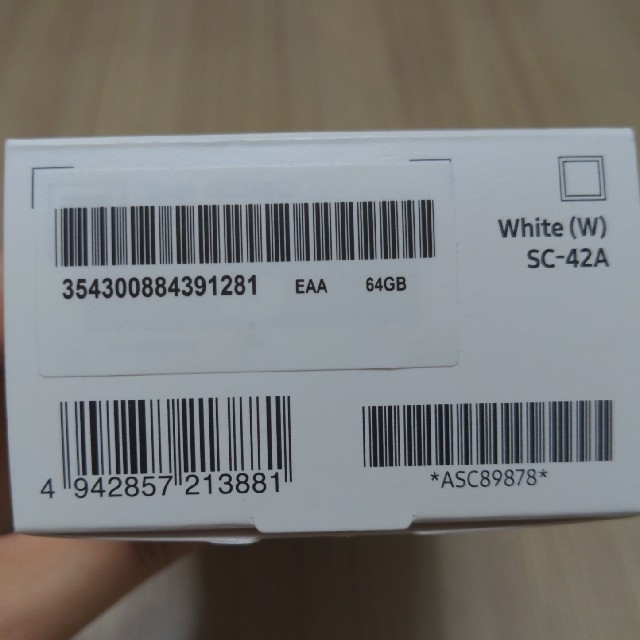 White (W)
SC-42A
354300884391281 EAA 64GB
4 942857 213881
*ASC89878*